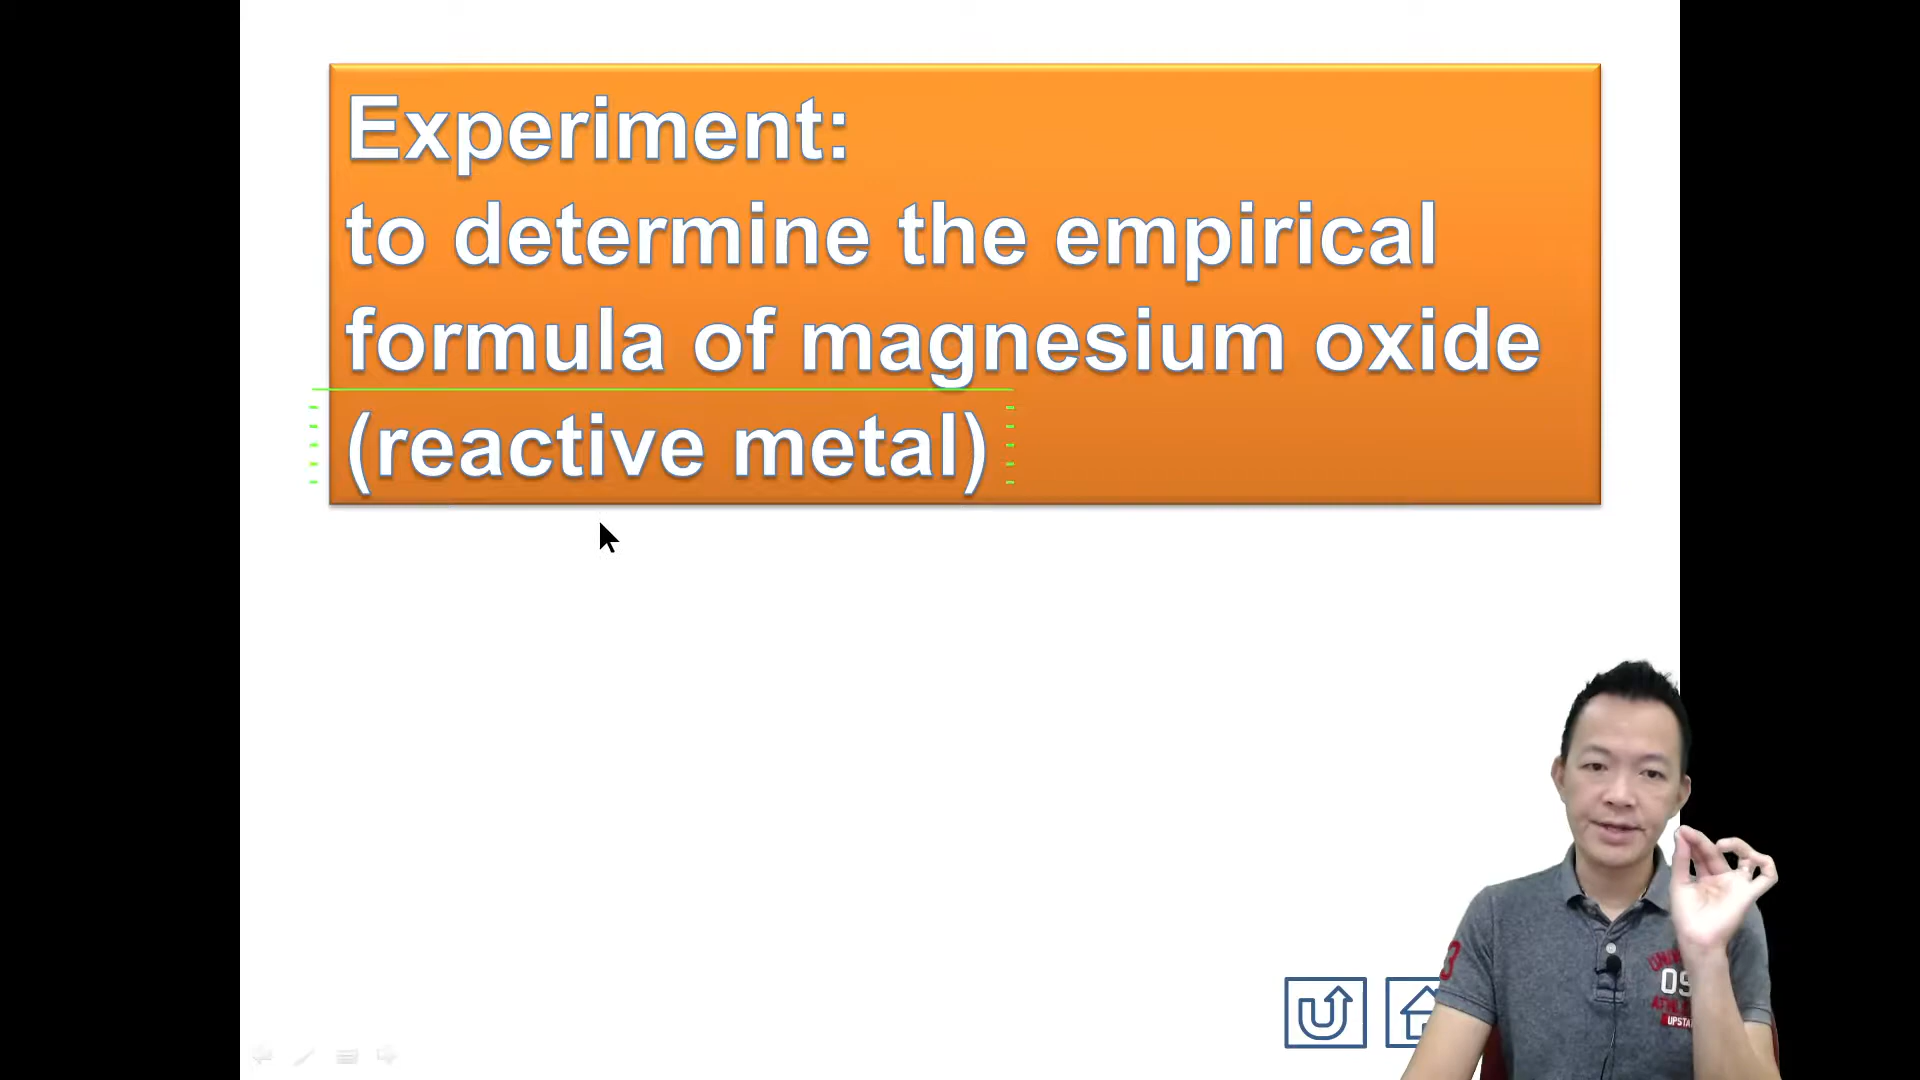 Experiment:
to determine the empirical
formula of magnesium oxide
(reactive metal)